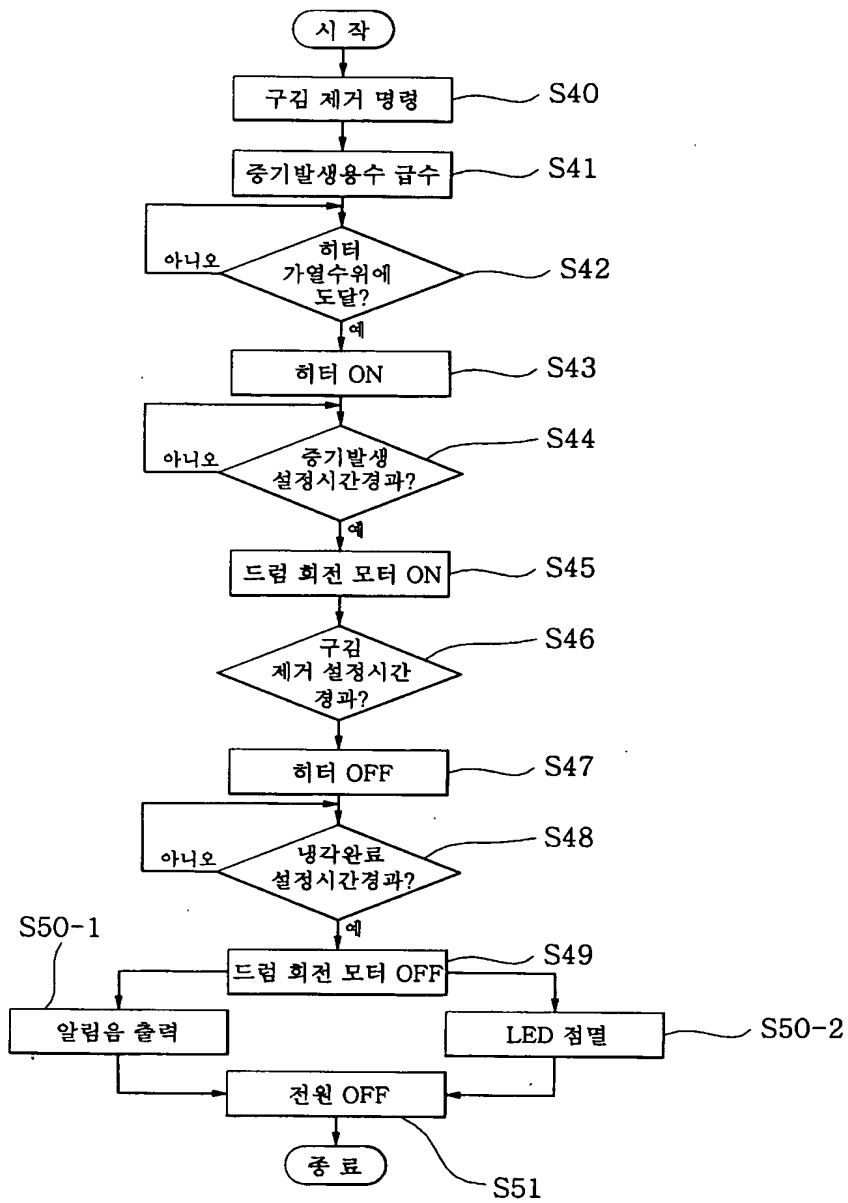 시 작
구김 제거 명령
S40
증기발생용수 급수
S41
히터
가열수위에
도달?
아니오
S42
예
히터 ON
S43
증기발생
설정시간경과?
아니오
S44
예
드럼 회전 모터 ON
S45
구김
제거 설정시간
경과?
S46
히터 OFF
S47
냉각완료
설정시간경과?
아니오
S48
예
드럼 회전 모터 OFF
S49
S50-1
알림음 출력
LED 점멸
S50-2
전원 OFF
S51
종 료